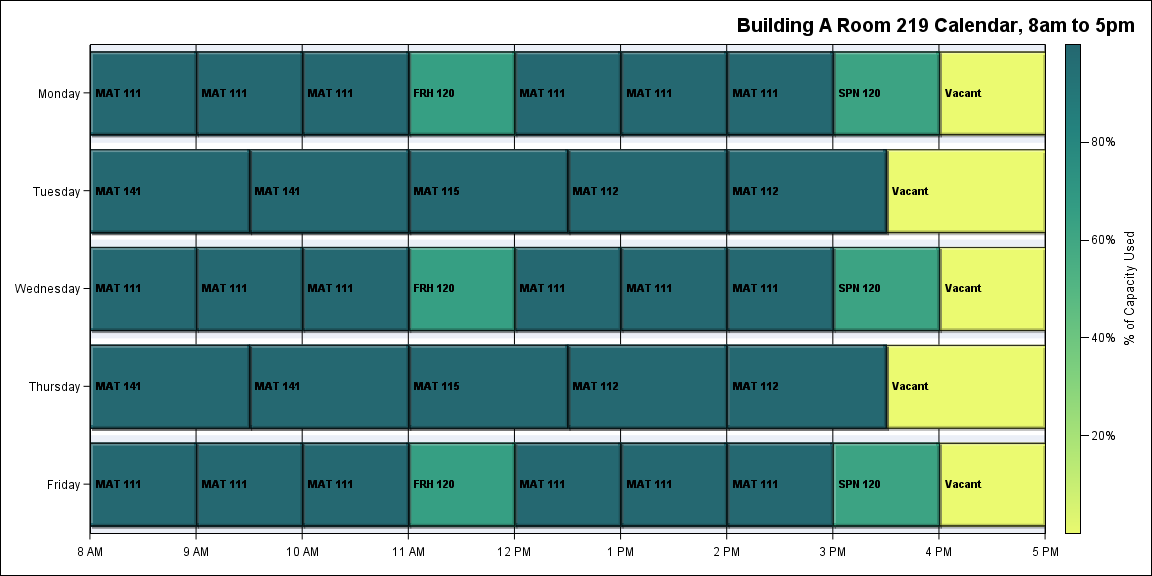 Building A Room 219 Calendar, 8am to 5pm
Monday MAT 111 MAT 111 MAT 111 FRH 120 MAT 111 MAT 111 MAT 111 SPN 120 Vacant
Tuesday MAT 141 MAT 141 MAT 115 MAT 112 MAT 112 Vacant
Wednesday MAT 111 MAT 111 MAT 111 FRH 120 MAT 111 MAT 111 MAT 111 SPN 120 Vacant
Thursday MAT 141 MAT 141 MAT 115 MAT 112 MAT 112 Vacant
Friday MAT 111 MAT 111 MAT 111 FRH 120 MAT 111 MAT 111 MAT 111 SPN 120 Vacant
8 AM 9 AM 10 AM 11 AM 12 PM 1 PM 2 PM 3 PM 4 PM 5 PM
80%
60%
40%
20%
% of Capacity Used